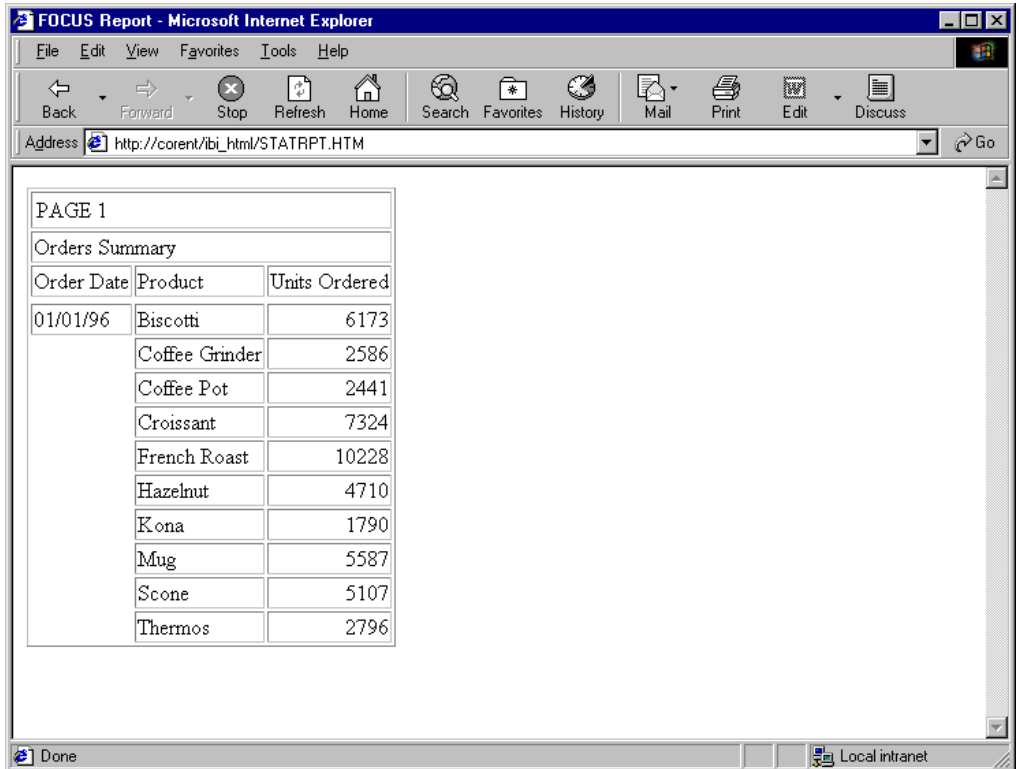 FOCUS Report - Microsoft Internet Explorer
File Edit View Favorites Tools Help
Back Forward Stop Refresh Home Search Favorites History Mail Print Edit Discuss
Address http://corent/ibi_html/STATRPT.HTM Go
PAGE 1
Orders Summary
Order Date Product Units Ordered
01/01/96 Biscotti 6173
Coffee Grinder 2586
Coffee Pot 2441
Croissant 7324
French Roast 10228
Hazelnut 4710
Kona 1790
Mug 5587
Scone 5107
Thermos 2796
Done Local intranet